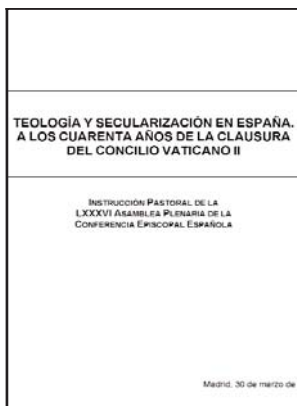 TEOLOGÍA Y SECULARIZACIÓN EN ESPAÑA.
A LOS CUARENTA AÑOS DE LA CLAUSURA
DEL CONCILIO VATICANO II
INSTRUCCIÓN PASTORAL DE LA
LXXXVI ASAMBLEA PLENARIA DE LA
CONFERENCIA EPISCOPAL ESPAÑOLA
Madrid, 30 de marzo de